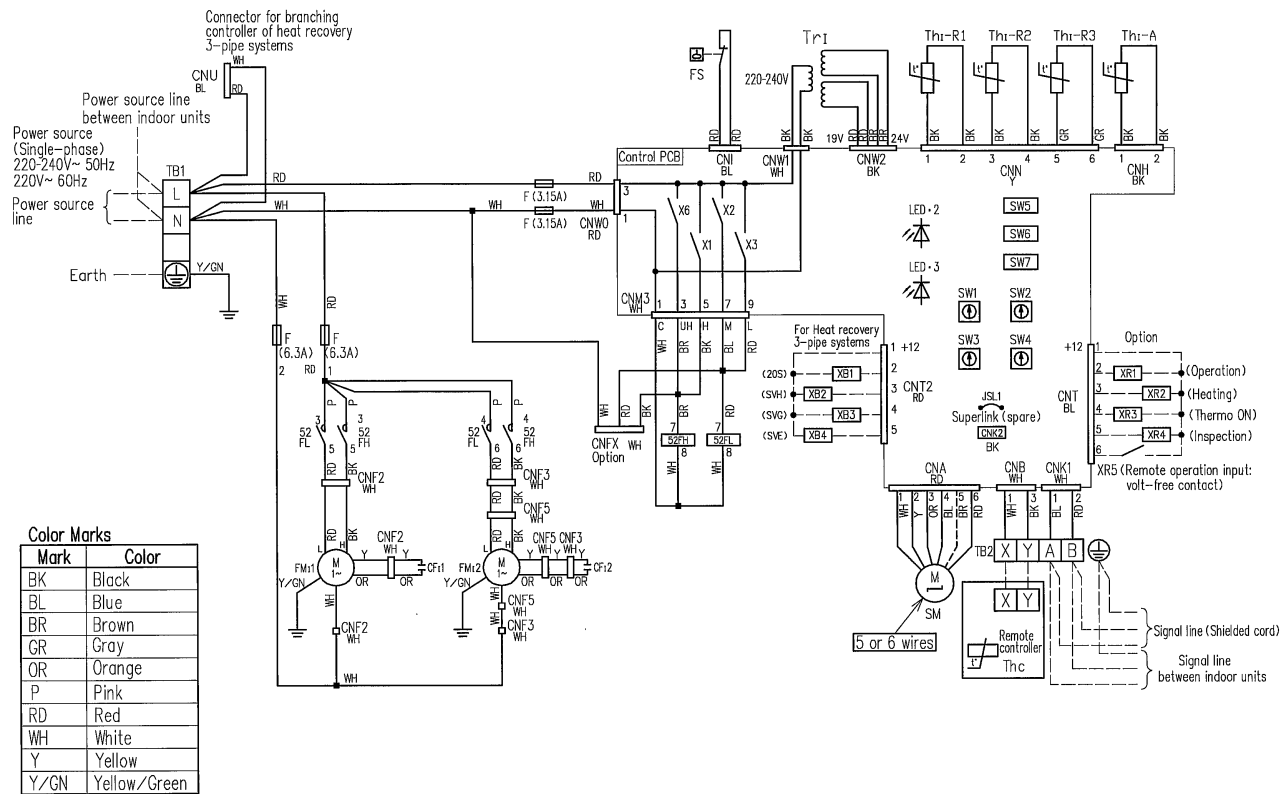 Connector for branching
controller of heat recovery
3-pipe systems
CNU
BL
WH
RD
Power source line
between indoor units
Power source
(Single-phase)
220-240V~ 50Hz
220V~ 60Hz
Power source
line
TB1
L
N
Earth
Y/GN
RD
WH
F (3.15A)
F (3.15A)
RD
WH
CNW0
RD
3
1
Control PCB
FS
RD
RD
CNI
BL
Tr1
220-240V
BK
BK
CNW1
WH
19V
RD
RD
BR
BR
24V
CNW2
BK
Thi-R1
Thi-R2
Thi-R3
Thi-A
t°
t°
t°
t°
BK
BK
BK
BK
GR
GR
BK
BK
1
2
3
4
5
6
CNN
Y
1
2
CNH
BK
X6
X1
X2
X3
LED·2
LED·3
SW5
SW6
SW7
SW1
SW2
SW3
SW4
JSL1
Superlink (spare)
CNK2
BK
CNM3
WH
1
3
5
7
9
C
UH
H
M
L
WH
BR
BK
BL
RD
WH
RD
F
(6.3A)
F
(6.3A)
2
RD
1
P
P
3
3
52
FL
52
FH
5
5
RD
BK
CNF2
WH
RD
BK
L
H
FMi1
M
1~
Y/GN
Y
CNF2
WH
Y
OR
OR
CFi1
WH
CNF2
WH
WH
P
P
4
4
52
FL
52
FH
6
6
RD
BK
CNF3
WH
RD
BK
CNF5
WH
RD
BK
L
H
FMi2
M
1~
Y/GN
Y
CNF5
WH
CNF3
WH
Y
OR
OR
OR
CFi2
WH
CNF5
WH
WH
CNF3
WH
WH
RD
BK
CNFX
WH
Option
BR
RD
7
52FH
8
7
52FL
8
WH
WH
For Heat recovery
3-pipe systems
(20S)
(SVH)
(SVG)
(SVE)
XB1
XB2
XB3
XB4
1
+12
2
3
4
5
CNT2
RD
Option
+12
1
2
3
4
5
6
CNT
BL
XR1
XR2
XR3
XR4
(Operation)
(Heating)
(Thermo ON)
(Inspection)
XR5 (Remote operation input:
volt-free contact)
CNA
RD
1
2
3
4
5
6
WH
Y
OR
BL
BR
RD
M
SM
5 or 6 wires
CNB
WH
1
3
WH
BK
CNK1
WH
1
2
BL
RD
TB2
X
Y
A
B
X
Y
Remote
controller
t°
Thc
Signal line (Shielded cord)
Signal line
between indoor units
Color Marks
Mark
Color
BK
Black
BL
Blue
BR
Brown
GR
Gray
OR
Orange
P
Pink
RD
Red
WH
White
Y
Yellow
Y/GN
Yellow/Green